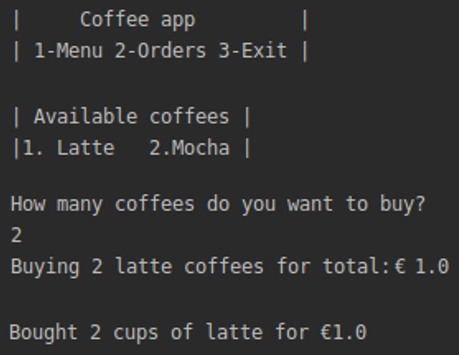 |     Coffee app         |
| 1-Menu 2-Orders 3-Exit |
| Available coffees |
|1. Latte   2.Mocha |
How many coffees do you want to buy?
2
Buying 2 latte coffees for total:€ 1.0
Bought 2 cups of latte for €1.0